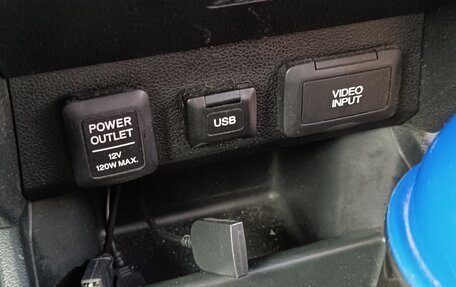 POWER
OUTLET
12V
120W MAX.
USB
VIDEO
INPUT